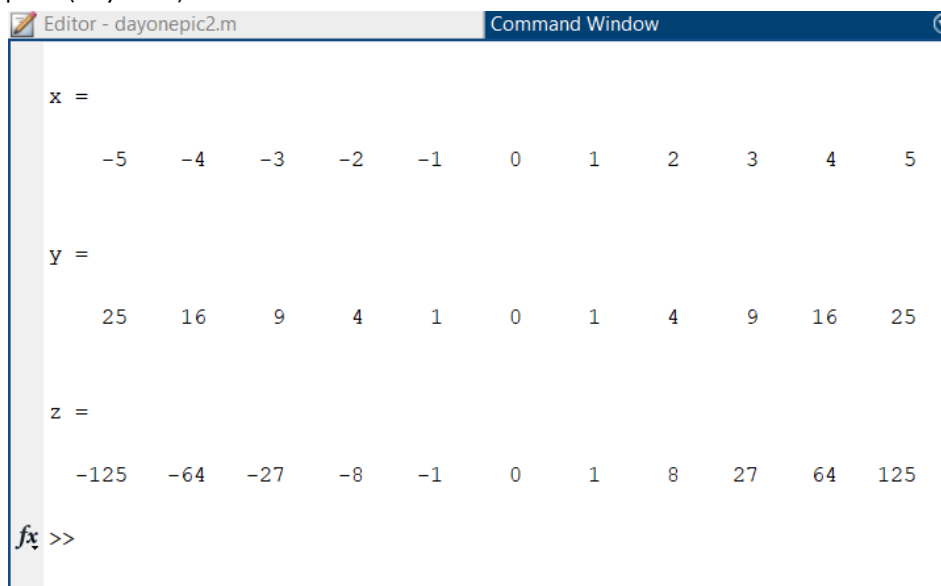 Editor - dayonepic2.m
Command Window
x =
-5 -4 -3 -2 -1 0 1 2 3 4 5
y =
25 16 9 4 1 0 1 4 9 16 25
z =
-125 -64 -27 -8 -1 0 1 8 27 64 125
fx >>